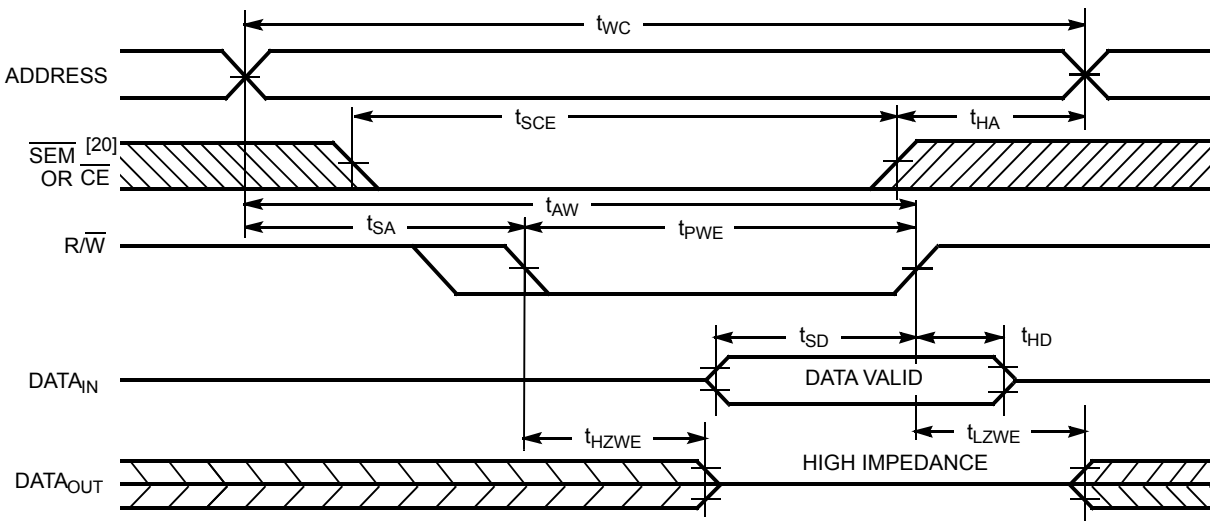 tWC
ADDRESS
tSCE
tHA
SEM [20]
OR CE
tAW
tSA
tPWE
R/W
tSD
tHD
DATAIN
DATA VALID
tHZWE
tLZWE
HIGH IMPEDANCE
DATAOUT